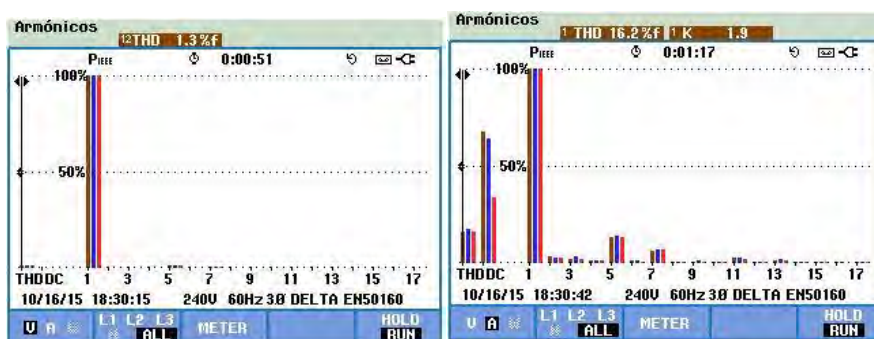 Armónicos
12THD 1.3%f
PIEEE 0:00:51
100%
50%
THDDC 1 3 5 7 9 11 13 15 17
10/16/15 18:30:15 240V 60Hz 3Ø DELTA EN50160
V A W
L1 L2 L3
N ALL
METER
HOLD
RUN
Armónicos
1 THD 16.2%f 1 K 1.9
PIEEE 0:01:17
100%
50%
THDDC 1 3 5 7 9 11 13 15 17
10/16/15 18:30:42 240V 60Hz 3Ø DELTA EN50160
V A W
L1 L2 L3
N ALL
METER
HOLD
RUN